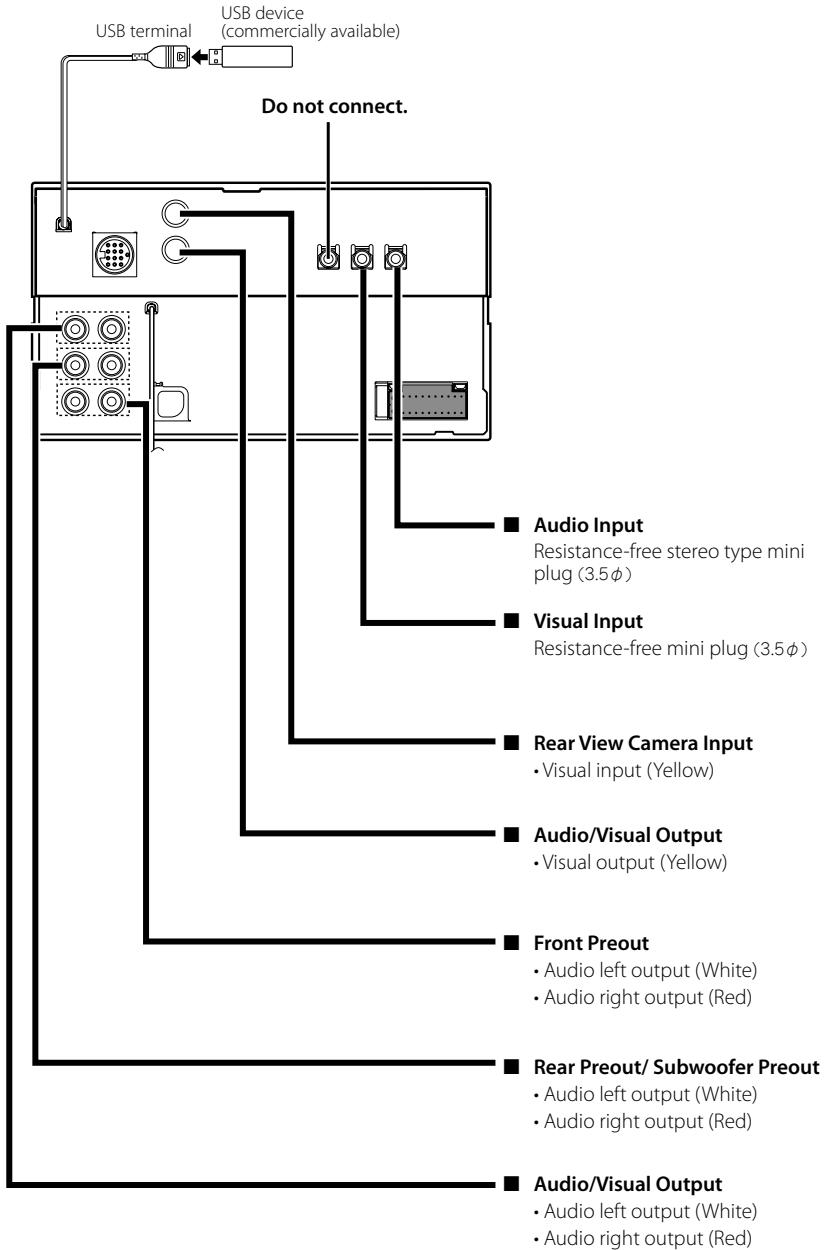 USB device
USB terminal
(commercially available)
Do not connect.
■ Audio Input
Resistance-free stereo type mini
plug (3.5φ)
■ Visual Input
Resistance-free mini plug (3.5φ)
■ Rear View Camera Input
• Visual input (Yellow)
■ Audio/Visual Output
• Visual output (Yellow)
■ Front Preout
• Audio left output (White)
• Audio right output (Red)
■ Rear Preout/ Subwoofer Preout
• Audio left output (White)
• Audio right output (Red)
■ Audio/Visual Output
• Audio left output (White)
• Audio right output (Red)